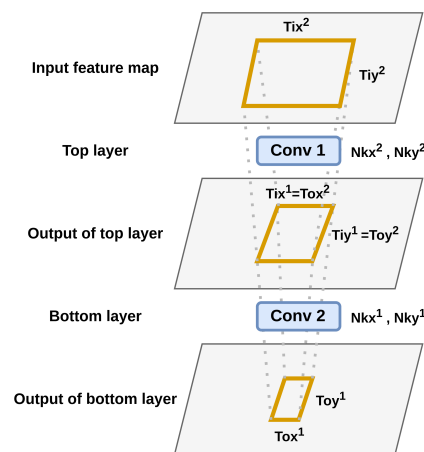 Tix²
Input feature map
Tiy²
Top layer
Conv 1
Nkx² , Nky²
Tix¹=Tox²
Output of top layer
Tiy¹ =Toy²
Bottom layer
Conv 2
Nkx¹ , Nky¹
Output of bottom layer
Toy¹
Tox¹